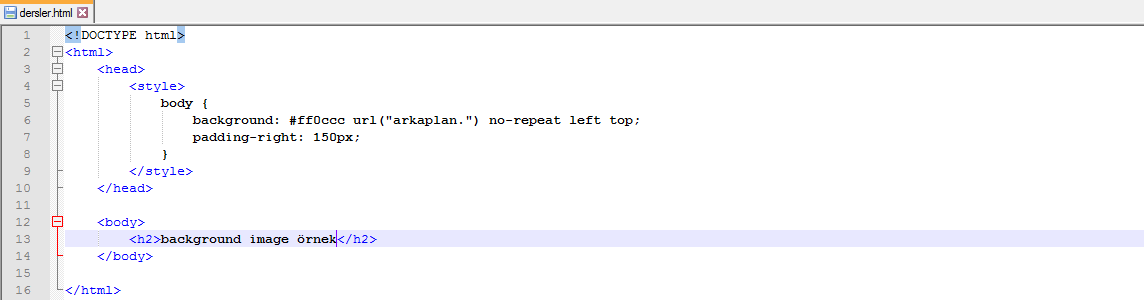 dersler.html
1 <!DOCTYPE html>
2 <html>
3 <head>
4 <style>
5 body {
6 background: #ff0ccc url("arkaplan.") no-repeat left top;
7 padding-right: 150px;
8 }
9 </style>
10 </head>
11
12 <body>
13 <h2>background image örnek</h2>
14 </body>
15
16 </html>